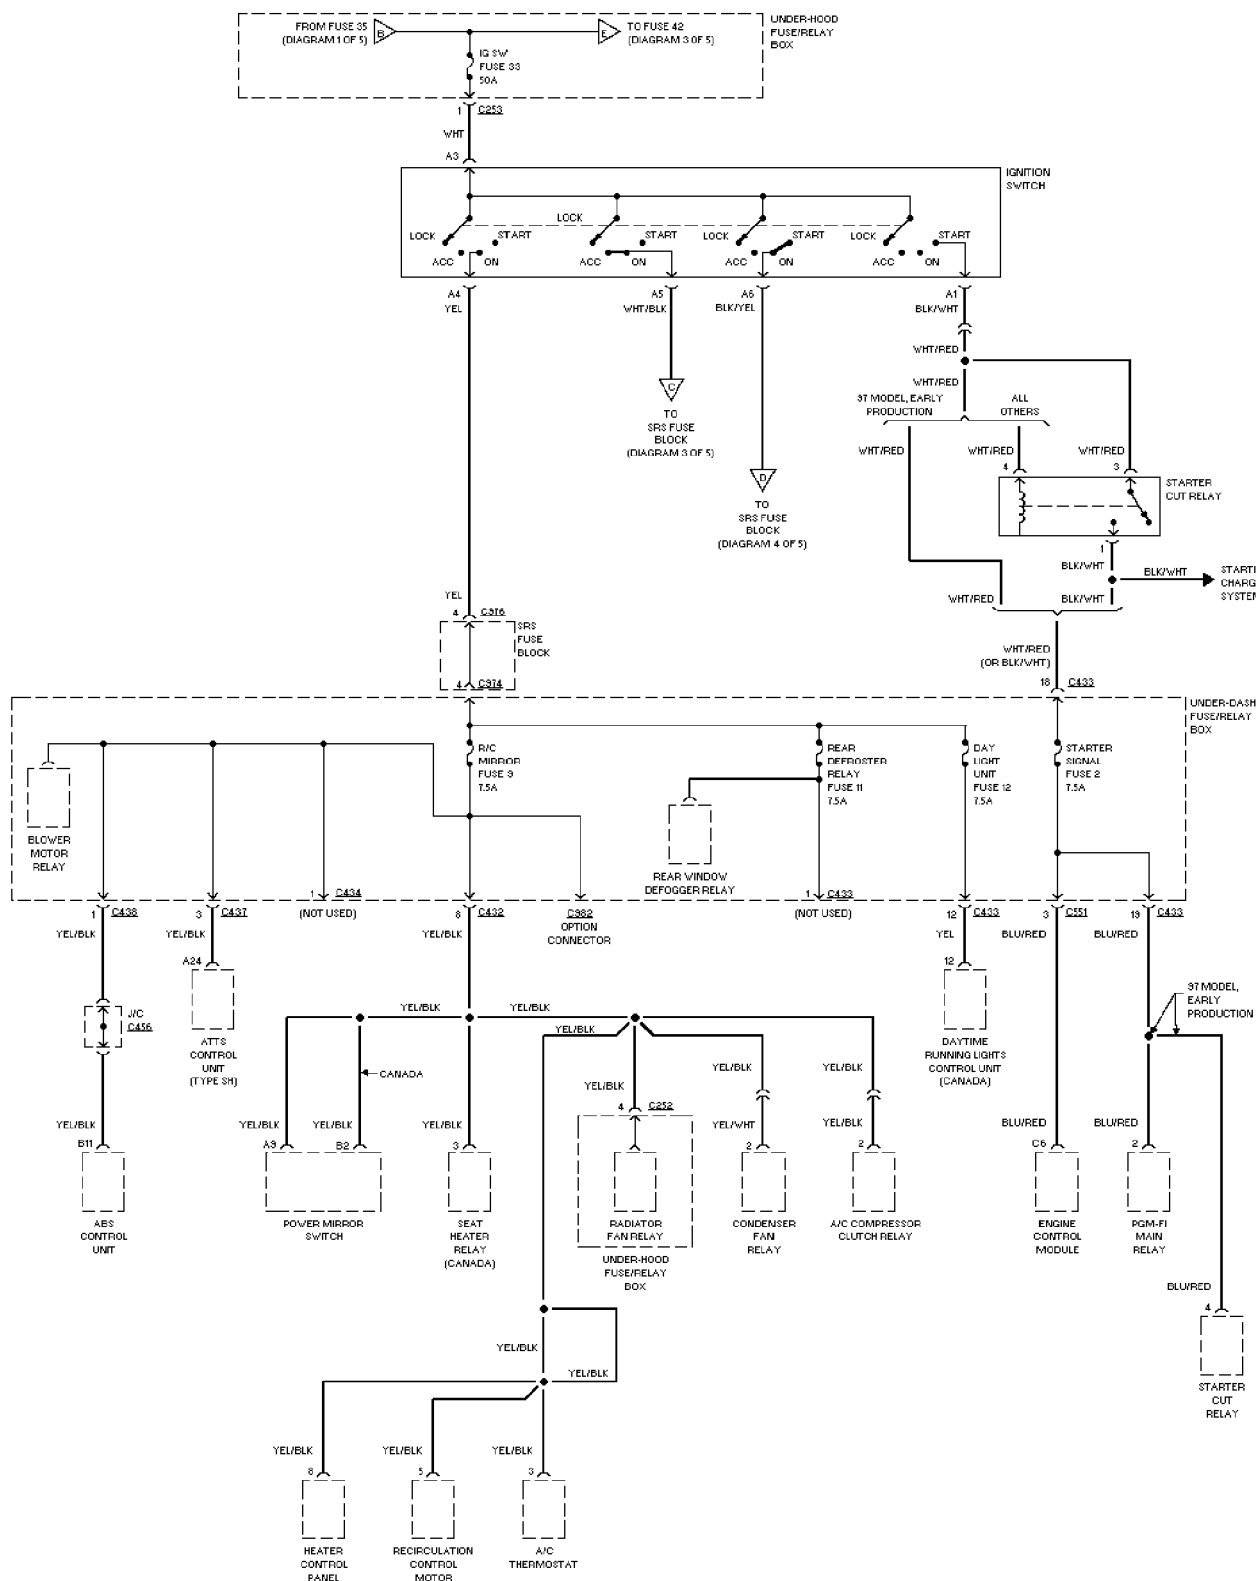 FROM FUSE 35
(DIAGRAM 1 OF 5)
B
E
TO FUSE 42
(DIAGRAM 3 OF 5)
UNDER-HOOD
FUSE/RELAY
BOX
IG SW
FUSE 33
50A
1 C253
WHT
A3
IGNITION
SWITCH
LOCK
LOCK START START LOCK START LOCK START
ACC ON ACC ON ACC ON ACC ON
A4 A5 A6 A1
YEL WHT/BLK BLK/YEL BLK/WHT
WHT/RED
C
WHT/RED
TO
SRS FUSE
BLOCK
(DIAGRAM 3 OF 5)
97 MODEL, EARLY
PRODUCTION
ALL
OTHERS
WHT/RED WHT/RED WHT/RED
4 3
D
TO
SRS FUSE
BLOCK
(DIAGRAM 4 OF 5)
STARTER
CUT RELAY
1
BLK/WHT
BLK/WHT
STARTI
CHARG
SYSTEM
YEL
WHT/RED BLK/WHT
4 C976
SRS
FUSE
BLOCK
4 C974
WHT/RED
(OR BLK/WHT)
18 C433
UNDER-DASH
FUSE/RELAY
BOX
R/C
MIRROR
FUSE 9
7.5A
REAR
DEFROSTER
RELAY
FUSE 11
7.5A
DAY
LIGHT
UNIT
FUSE 12
7.5A
STARTER
SIGNAL
FUSE 2
7.5A
BLOWER
MOTOR
RELAY
REAR WINDOW
DEFOGGER RELAY
1 C434 1 C433
1 C438 3 C437 (NOT USED) 8 C432 C982 (NOT USED) 12 C433 3 C551 19 C433
OPTION
CONNECTOR
YEL/BLK YEL/BLK YEL/BLK YEL BLU/RED BLU/RED
A24 12
J/C
C456
ATTS
CONTROL
UNIT
(TYPE SH)
YEL/BLK YEL/BLK
YEL/BLK
DAYTIME
RUNNING LIGHTS
CONTROL UNIT
(CANADA)
97 MODEL,
EARLY
PRODUCTION
CANADA
YEL/BLK YEL/BLK YEL/BLK
4 C252
YEL/BLK YEL/BLK YEL/BLK YEL/BLK YEL/WHT YEL/BLK BLU/RED BLU/RED
B11 A9 B2 3 2 2 C6 2
ABS
CONTROL
UNIT
POWER MIRROR
SWITCH
SEAT
HEATER
RELAY
(CANADA)
RADIATOR
FAN RELAY
UNDER-HOOD
FUSE/RELAY
BOX
CONDENSER
FAN
RELAY
A/C COMPRESSOR
CLUTCH RELAY
ENGINE
CONTROL
MODULE
PGM-FI
MAIN
RELAY
BLU/RED
4
YEL/BLK
YEL/BLK
STARTER
CUT
RELAY
YEL/BLK YEL/BLK YEL/BLK
8 5 3
HEATER
CONTROL
PANEL
RECIRCULATION
CONTROL
MOTOR
A/C
THERMOSTAT